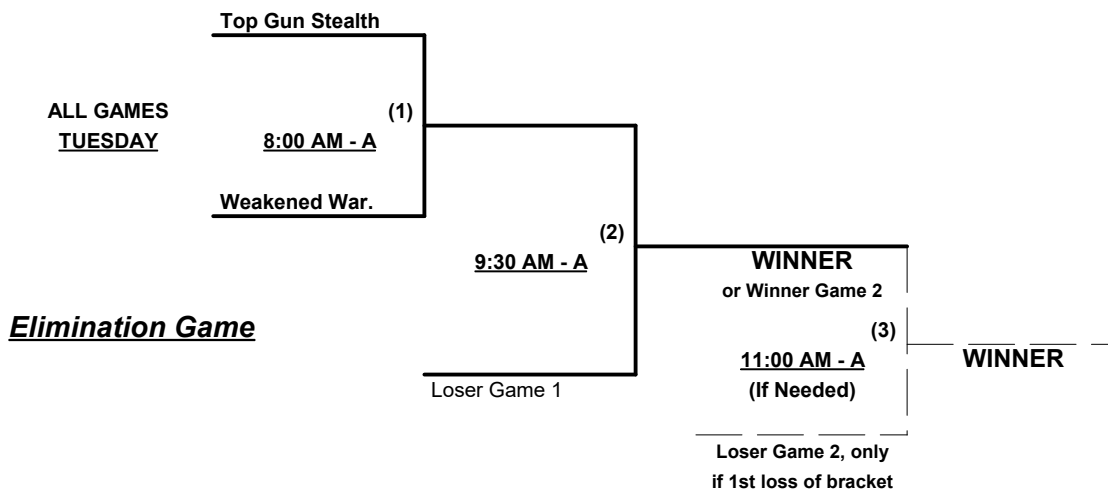 Top Gun Stealth
ALL GAMES
TUESDAY
(1)
8:00 AM - A
Weakened War.
(2)
9:30 AM - A
WINNER
or Winner Game 2
Elimination Game
(3)
11:00 AM - A
(If Needed)
WINNER
Loser Game 1
Loser Game 2, only
if 1st loss of bracket